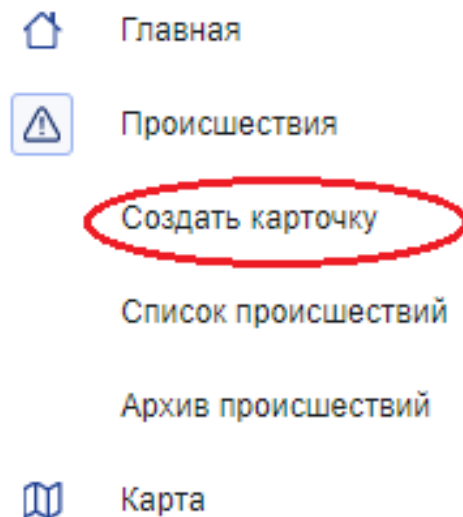 Главная
Происшествия
Создать карточку
Список происшествий
Архив происшествий
Карта